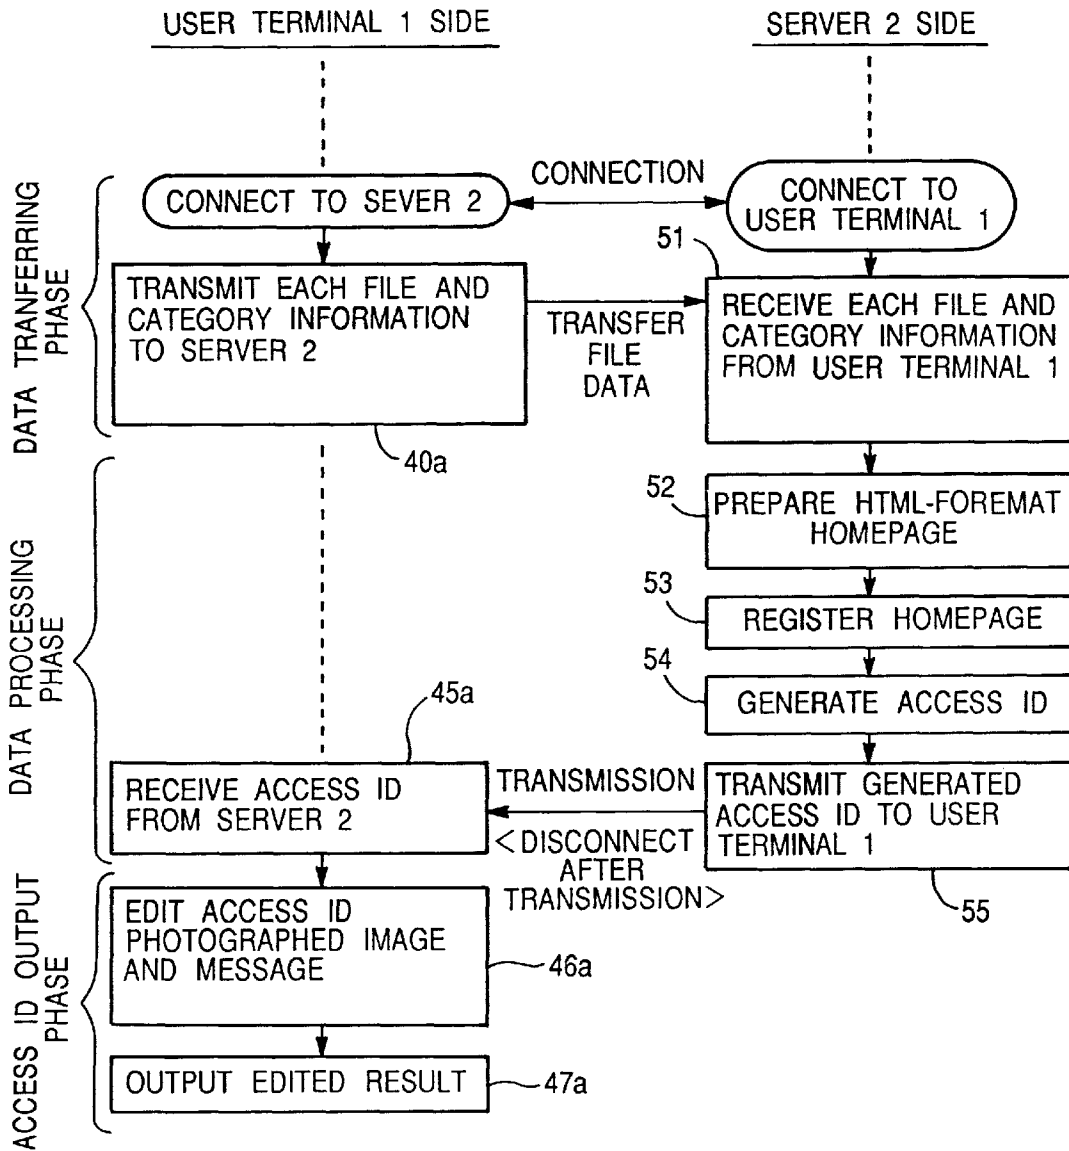 USER TERMINAL 1 SIDE
SERVER 2 SIDE
DATA TRANFERRING
PHASE
CONNECT TO SEVER 2
CONNECTION
CONNECT TO
USER TERMINAL 1
51
TRANSMIT EACH FILE AND
CATEGORY INFORMATION
TO SERVER 2
TRANSFER
FILE
DATA
RECEIVE EACH FILE AND
CATEGORY INFORMATION
FROM USER TERMINAL 1
40a
DATA PROCESSING
PHASE
52
PREPARE HTML-FOREMAT
HOMEPAGE
53
REGISTER HOMEPAGE
54
GENERATE ACCESS ID
45a
RECEIVE ACCESS ID
FROM SERVER 2
TRANSMISSION
<DISCONNECT
AFTER
TRANSMISSION>
TRANSMIT GENERATED
ACCESS ID TO USER
TERMINAL 1
55
ACCESS ID OUTPUT
PHASE
EDIT ACCESS ID
PHOTOGRAPHED IMAGE
AND MESSAGE
46a
OUTPUT EDITED RESULT
47a